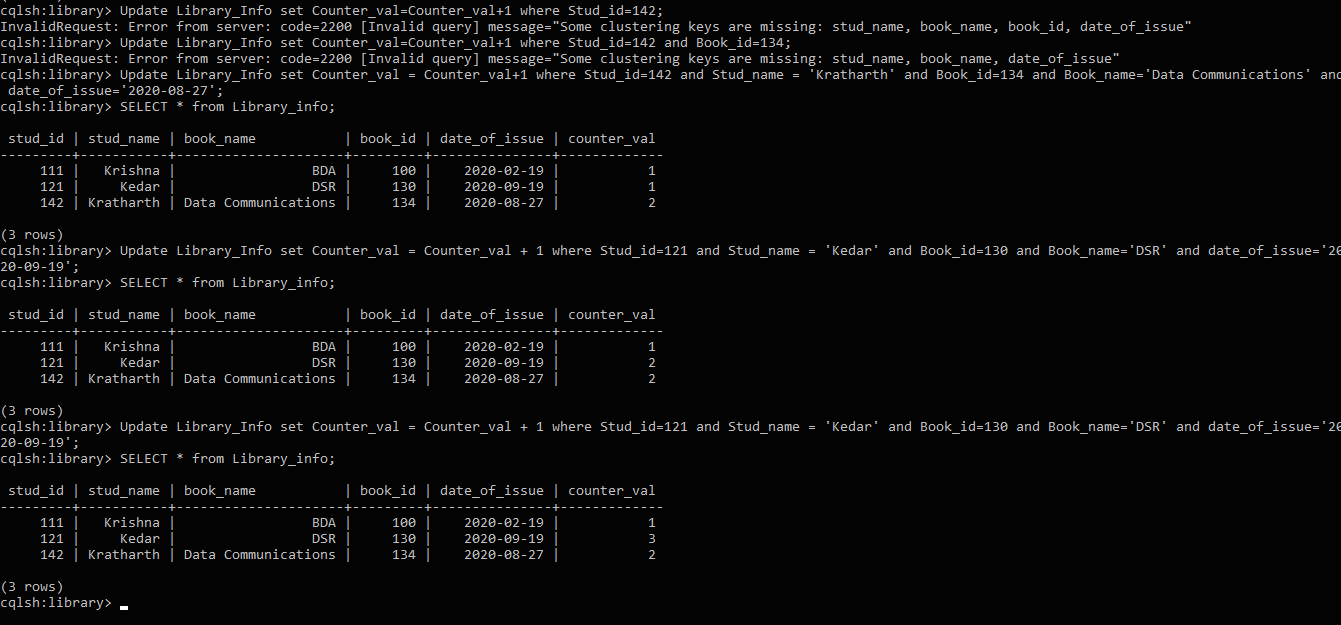 cqlsh:library> Update Library_Info set Counter_val=Counter_val+1 where Stud_id=142;
InvalidRequest: Error from server: code=2200 [Invalid query] message="Some clustering keys are missing: stud_name, book_name, book_id, date_of_issue"
cqlsh:library> Update Library_Info set Counter_val=Counter_val+1 where Stud_id=142 and Book_id=134;
InvalidRequest: Error from server: code=2200 [Invalid query] message="Some clustering keys are missing: stud_name, book_name, date_of_issue"
cqlsh:library> Update Library_Info set Counter_val = Counter_val+1 where Stud_id=142 and Stud_name = 'Kratharth' and Book_id=134 and Book_name='Data Communications' and
 date_of_issue='2020-08-27';
cqlsh:library> SELECT * from Library_info;
 stud_id | stud_name | book_name           | book_id | date_of_issue | counter_val
---------+-----------+---------------------+---------+---------------+-------------
     111 |   Krishna |                 BDA |     100 |    2020-02-19 |           1
     121 |     Kedar |                 DSR |     130 |    2020-09-19 |           1
     142 | Kratharth | Data Communications |     134 |    2020-08-27 |           2
(3 rows)
cqlsh:library> Update Library_Info set Counter_val = Counter_val + 1 where Stud_id=121 and Stud_name = 'Kedar' and Book_id=130 and Book_name='DSR' and date_of_issue='20
20-09-19';
cqlsh:library> SELECT * from Library_info;
 stud_id | stud_name | book_name           | book_id | date_of_issue | counter_val
---------+-----------+---------------------+---------+---------------+-------------
     111 |   Krishna |                 BDA |     100 |    2020-02-19 |           1
     121 |     Kedar |                 DSR |     130 |    2020-09-19 |           2
     142 | Kratharth | Data Communications |     134 |    2020-08-27 |           2
(3 rows)
cqlsh:library> Update Library_Info set Counter_val = Counter_val + 1 where Stud_id=121 and Stud_name = 'Kedar' and Book_id=130 and Book_name='DSR' and date_of_issue='20
20-09-19';
cqlsh:library> SELECT * from Library_info;
 stud_id | stud_name | book_name           | book_id | date_of_issue | counter_val
---------+-----------+---------------------+---------+---------------+-------------
     111 |   Krishna |                 BDA |     100 |    2020-02-19 |           1
     121 |     Kedar |                 DSR |     130 |    2020-09-19 |           3
     142 | Kratharth | Data Communications |     134 |    2020-08-27 |           2
(3 rows)
cqlsh:library>